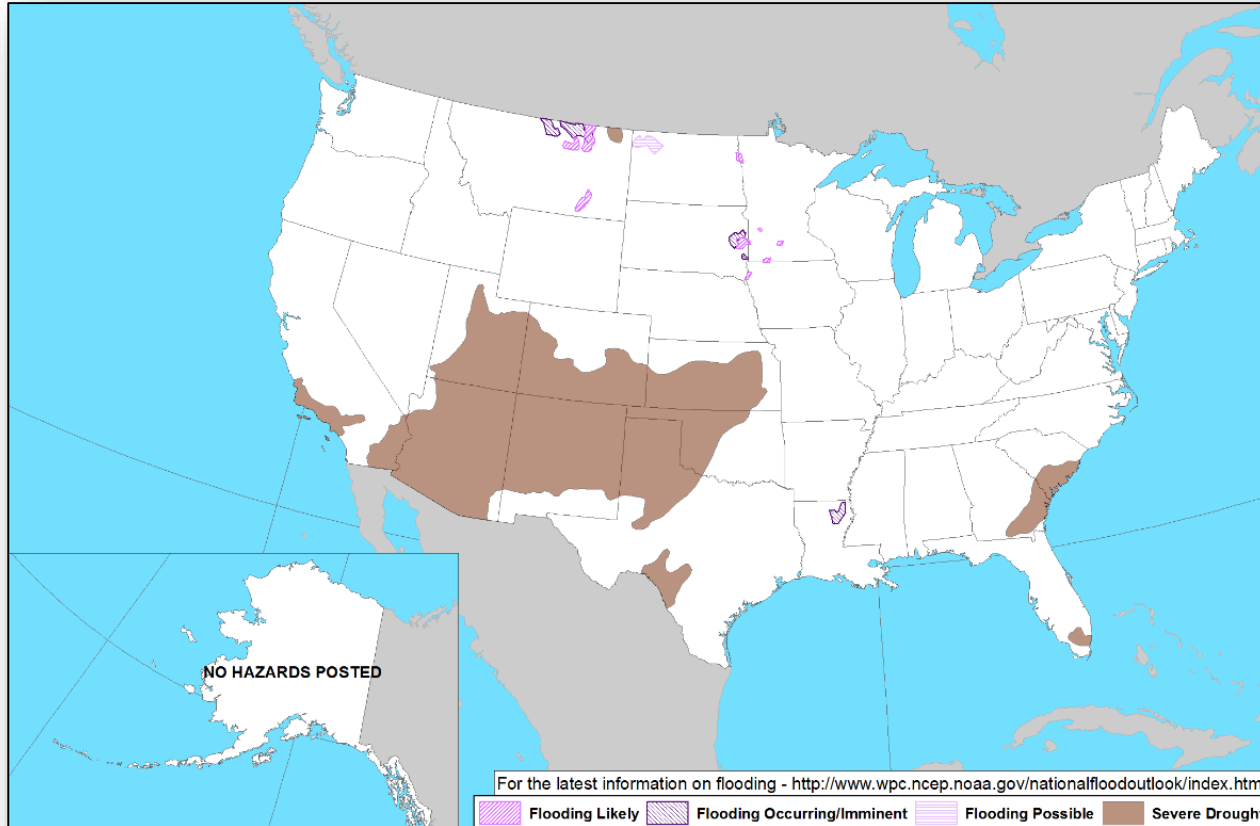 NO HAZARDS POSTED
For the latest information on flooding - http://www.wpc.ncep.noaa.gov/nationalfloodoutlook/index.htm
Flooding Likely Flooding Occurring/Imminent Flooding Possible Severe Drough